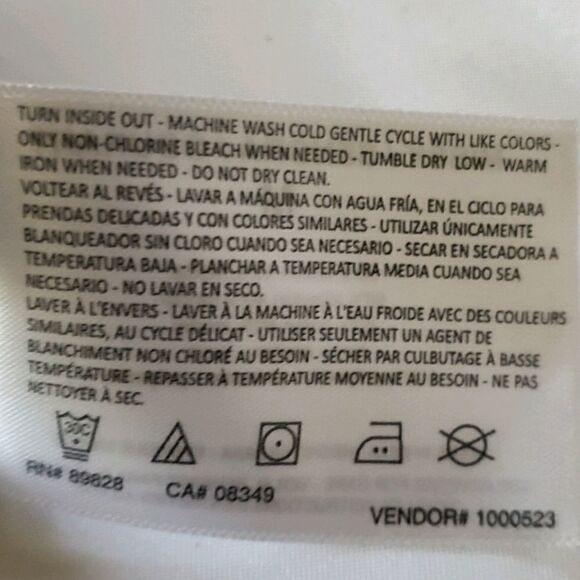 TURN INSIDE OUT - MACHINE WASH COLD GENTLE CYCLE WITH LIKE COLORS -
ONLY NON-CHLORINE BLEACH WHEN NEEDED - TUMBLE DRY LOW - WARM
IRON WHEN NEEDED - DO NOT DRY CLEAN.
VOLTEAR AL REVÉS - LAVAR A MÁQUINA CON AGUA FRÍA, EN EL CICLO PARA
PRENDAS DELICADAS Y CON COLORES SIMILARES - UTILIZAR ÚNICAMENTE
BLANQUEADOR SIN CLORO CUANDO SEA NECESARIO - SECAR EN SECADORA A
TEMPERATURA BAJA - PLANCHAR A TEMPERATURA MEDIA CUANDO SEA
NECESARIO - NO LAVAR EN SECO.
LAVER À L'ENVERS - LAVER À LA MACHINE À L'EAU FROIDE AVEC DES COULEURS
SIMILAIRES, AU CYCLE DÉLICAT - UTILISER SEULEMENT UN AGENT DE
BLANCHIMENT NON CHLORÉ AU BESOIN - SÉCHER PAR CULBUTAGE À BASSE
TEMPÉRATURE - REPASSER À TEMPÉRATURE MOYENNE AU BESOIN - NE PAS
NETTOYER À SEC.
30C
RN# 89828 CA# 08349 VENDOR# 1000523